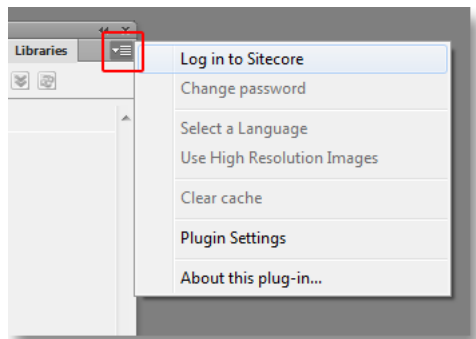 Libraries
Log in to Sitecore
Change password
Select a Language
Use High Resolution Images
Clear cache
Plugin Settings
About this plug-in...